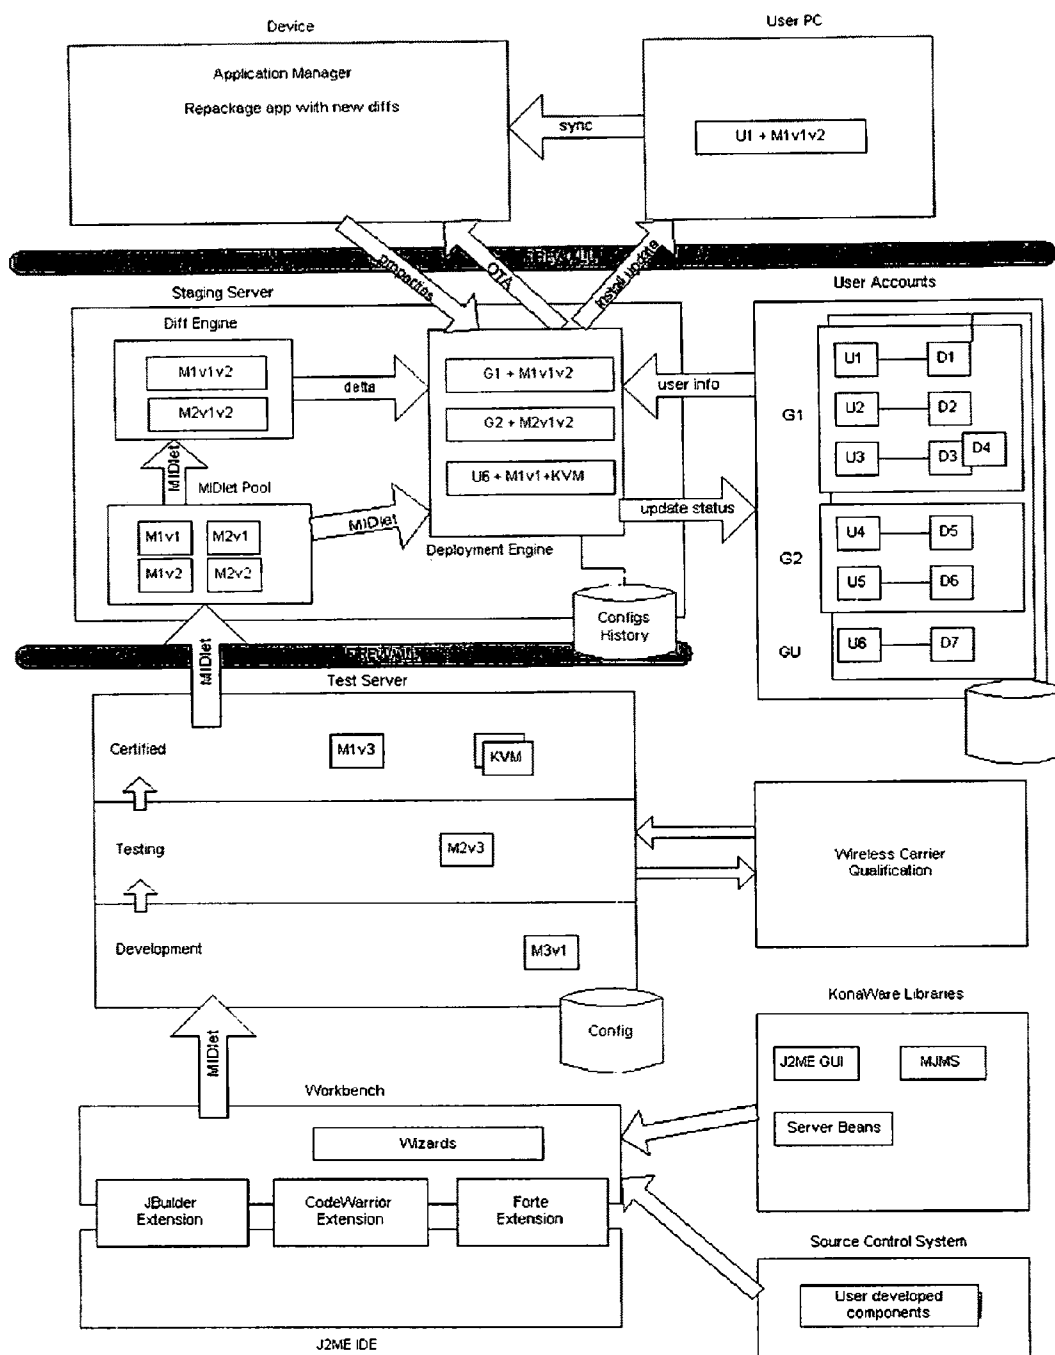 Device
User PC
Application Manager
Repackage app with new diffs
sync
U1 + M1v1v2
FIREWALL
properties
OTA
Install update
Staging Server
User Accounts
Diff Engine
M1v1v2
M2v1v2
delta
G1 + M1v1v2
G2 + M2v1v2
U6 + M1v1+KVM
user info
G1
U1
D1
U2
D2
U3
D3
D4
MIDlet
MIDlet Pool
M1v1
M2v1
M1v2
M2v2
MIDlet
Deployment Engine
update status
G2
U4
D5
U5
D6
Configs
History
GU
U6
D7
FIREWALL
MIDlet
Test Server
Certified
M1v3
KVM
Testing
M2v3
Wireless Carrier
Qualification
Development
M3v1
Config
KonaWare Libraries
MIDlet
J2ME GUI
MJMS
Server Beans
Workbench
Wizards
JBuilder
Extension
CodeWarrior
Extension
Forte
Extension
Source Control System
User developed
components
J2ME IDE